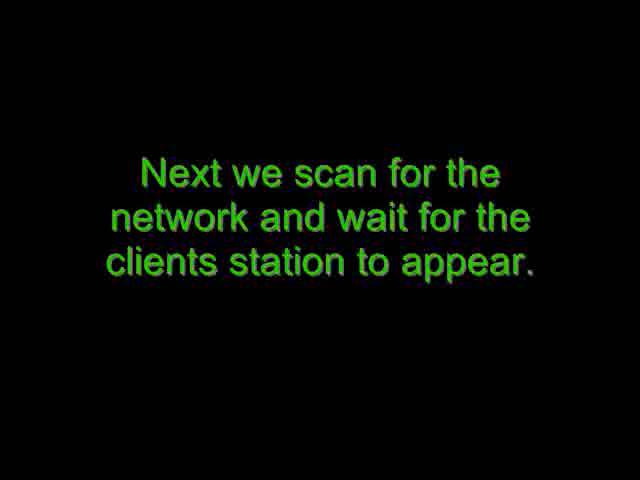 Next we scan for the
network and wait for the
clients station to appear.